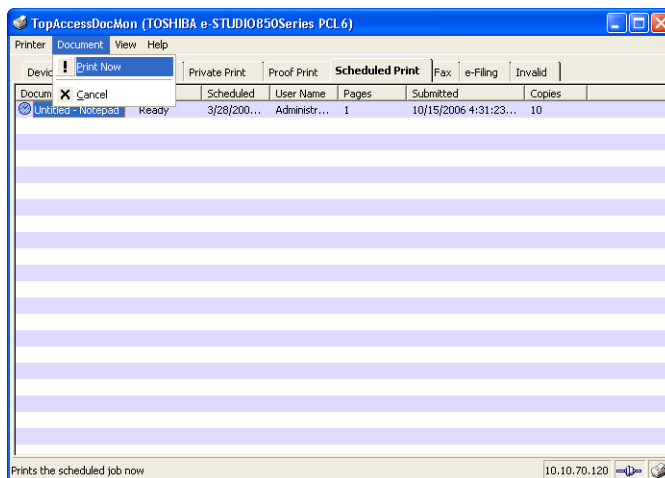 TopAccessDocMon (TOSHIBA e-STUDIO850Series PCL6)
Printer Document View Help
Print Now
Cancel
Devic Private Print Proof Print Scheduled Print Fax e-Filing Invalid
Docum Scheduled User Name Pages Submitted Copies
Untitled - Notepad Ready 3/28/200... Administr... 1 10/15/2006 4:31:23... 10
Prints the scheduled job now 10.10.70.120